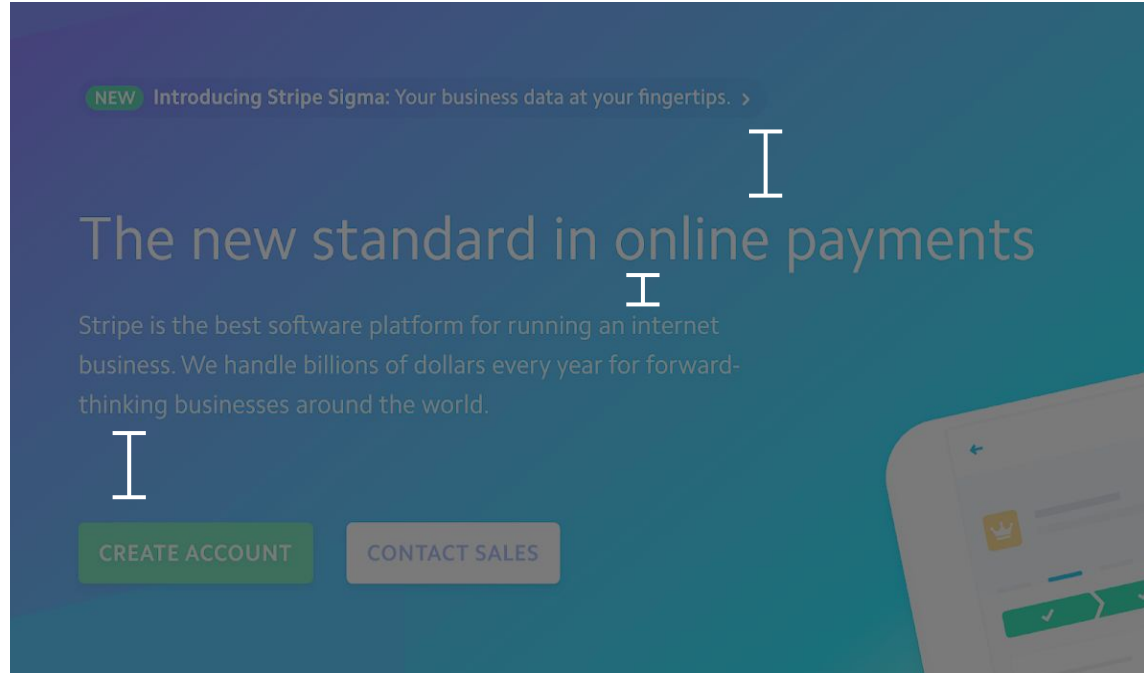 NEW Introducing Stripe Sigma: Your business data at your fingertips. >
The new standard in online payments
Stripe is the best software platform for running an internet
business. We handle billions of dollars every year for forward-
thinking businesses around the world.
CREATE ACCOUNT CONTACT SALES